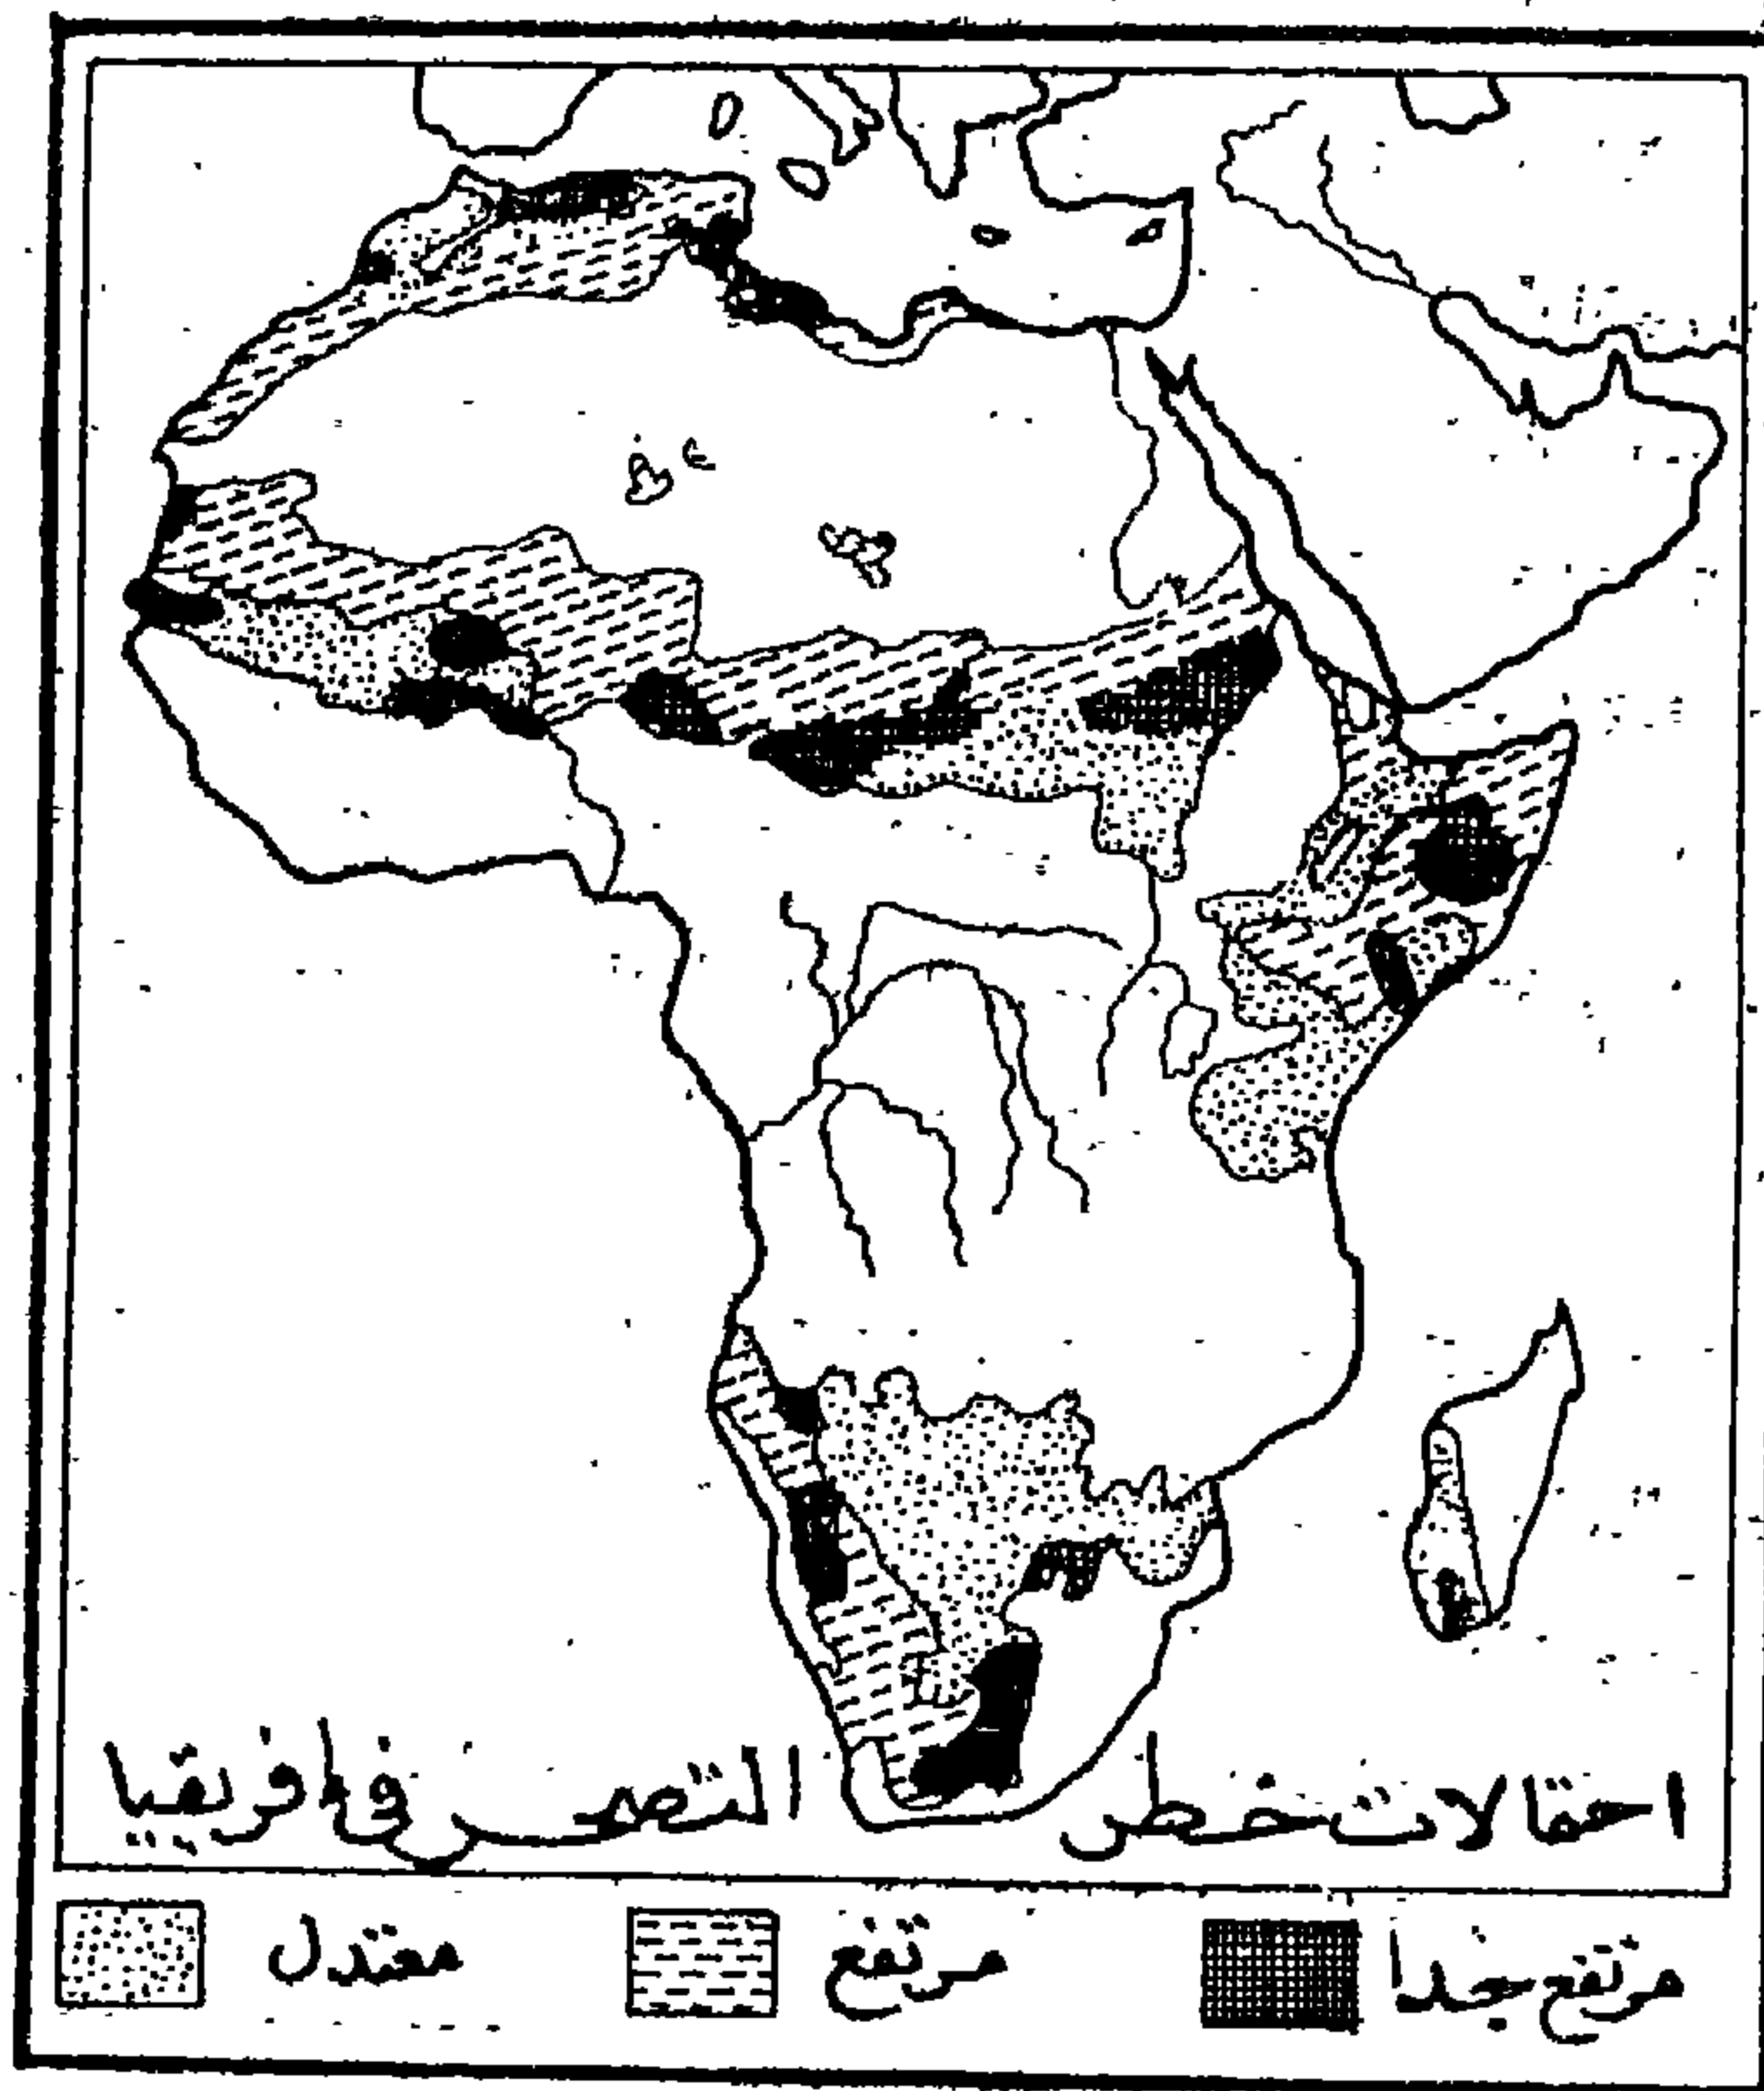 احتمالات خطر التصحر في افريقيا
مرتفع جدا
مرتفع
معتدل